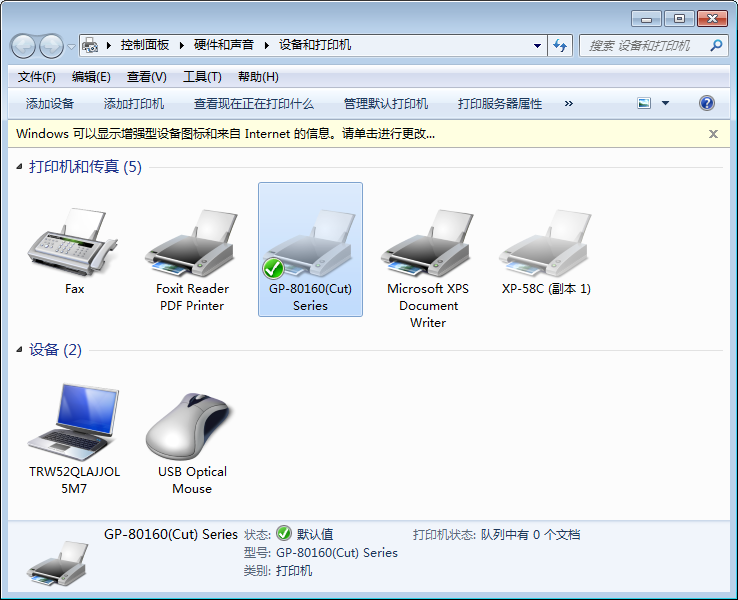 控制面板 硬件和声音 设备和打印机 搜索 设备和打印机
文件(F) 编辑(E) 查看(V) 工具(T) 帮助(H)
添加设备 添加打印机 查看现在正在打印什么 管理默认打印机 打印服务器属性 »
Windows 可以显示增强型设备图标和来自 Internet 的信息。请单击进行更改...
打印机和传真 (5)
Fax
Foxit Reader
PDF Printer
GP-80160(Cut)
Series
Microsoft XPS
Document
Writer
XP-58C (副本 1)
设备 (2)
TRW52QLAJJOL
5M7
USB Optical
Mouse
GP-80160(Cut) Series 状态: 默认值 打印机状态: 队列中有 0 个文档
型号: GP-80160(Cut) Series
类别: 打印机